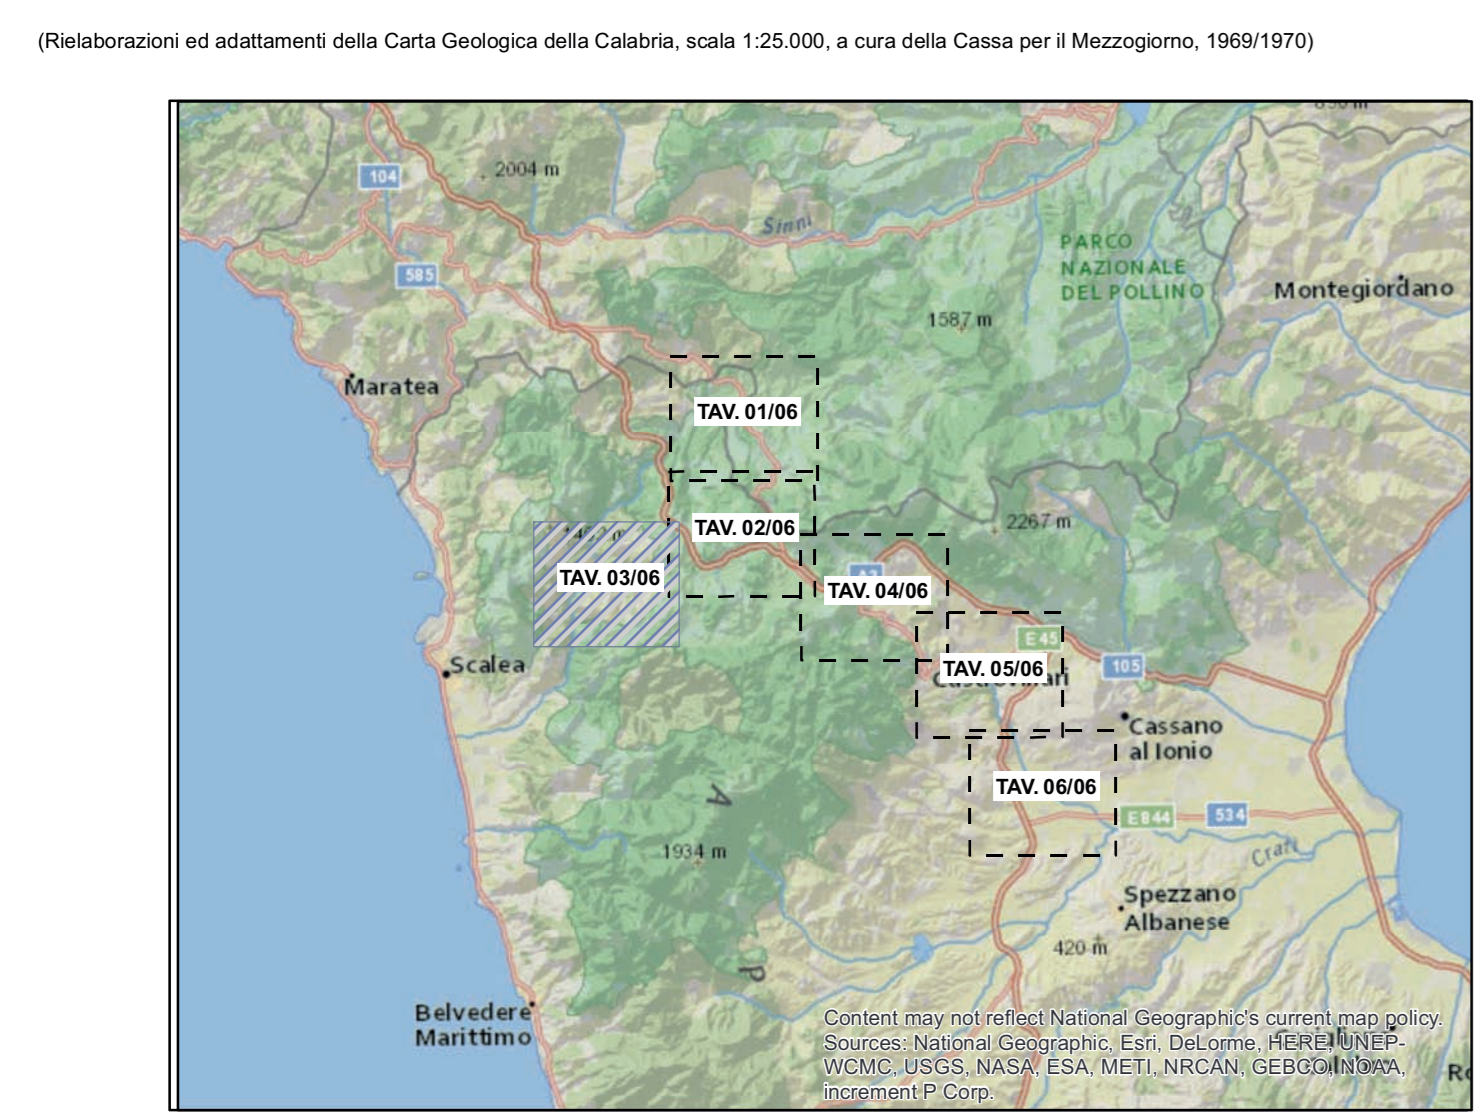 (Rielaborazioni ed adattamenti della Carta Geologica della Calabria, scala 1:25.000, a cura della Cassa per il Mezzogiorno, 1969/1970)
104
2004 m
Sinni
585
PARCO
NAZIONALE
DEL POLLINO
Montegiordano
1587 m
Maratea
TAV. 01/06
TAV. 02/06
2267 m
TAV. 03/06
TAV. 04/06
E45
TAV. 05/06
105
Scalea
Cassano
al Ionio
TAV. 06/06
A
E844
534
Crati
1934 m
Spezzano
Albanese
420 m
P
Belvedere
Marittimo
Content may not reflect National Geographic's current map policy.
Sources: National Geographic, Esri, DeLorme, HERE, UNEP-
WCMC, USGS, NASA, ESA, METI, NRCAN, GEBCO, NOAA,
increment P Corp.